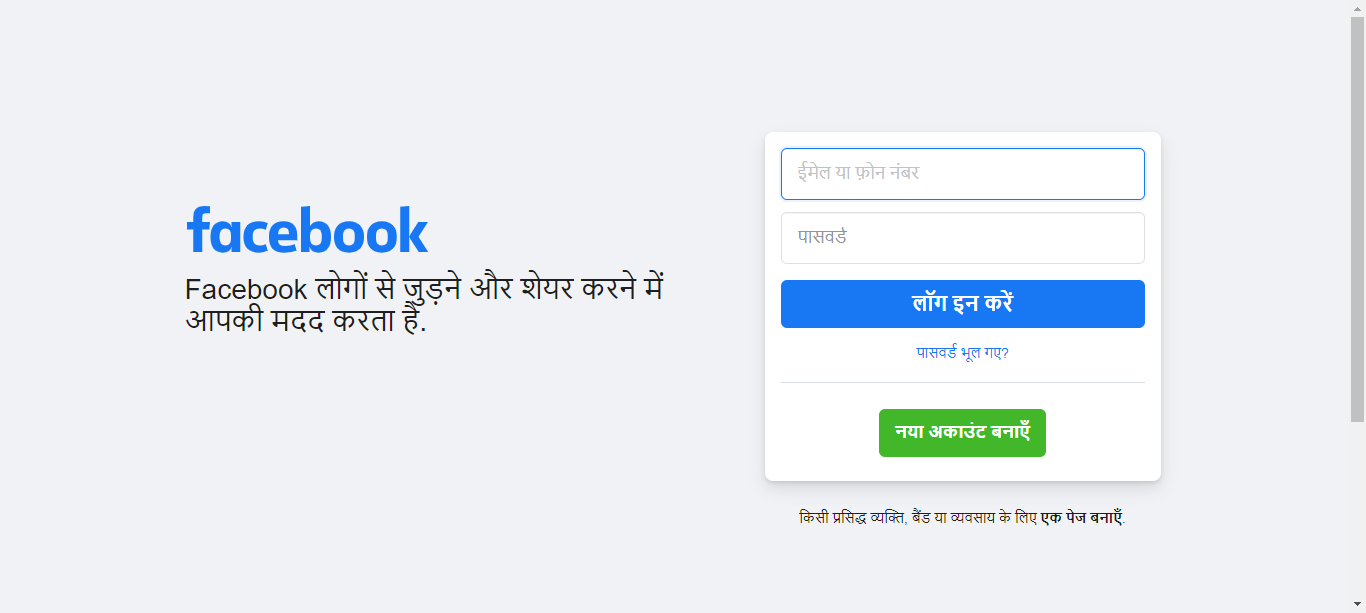 facebook
Facebook लोगों से जुड़ने और शेयर करने में
आपकी मदद करता है.
ईमेल या फ़ोन नंबर
पासवर्ड
लॉग इन करें
पासवर्ड भूल गए?
नया अकाउंट बनाएँ
किसी प्रसिद्ध व्यक्ति, बैंड या व्यवसाय के लिए एक पेज बनाएँ.